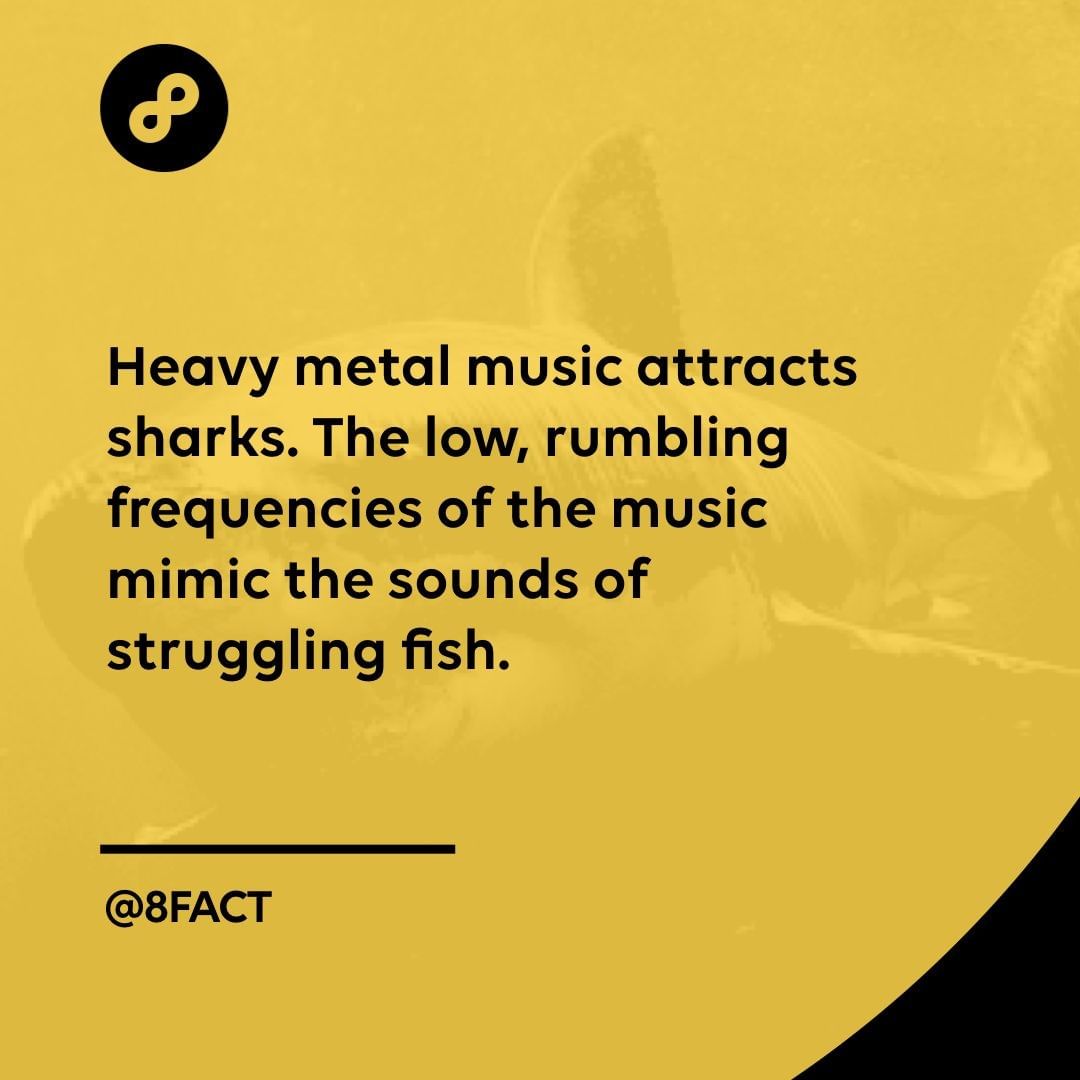 Heavy metal music attracts
sharks. The low, rumbling
frequencies of the music
mimic the sounds of
struggling fish.
@8FACT